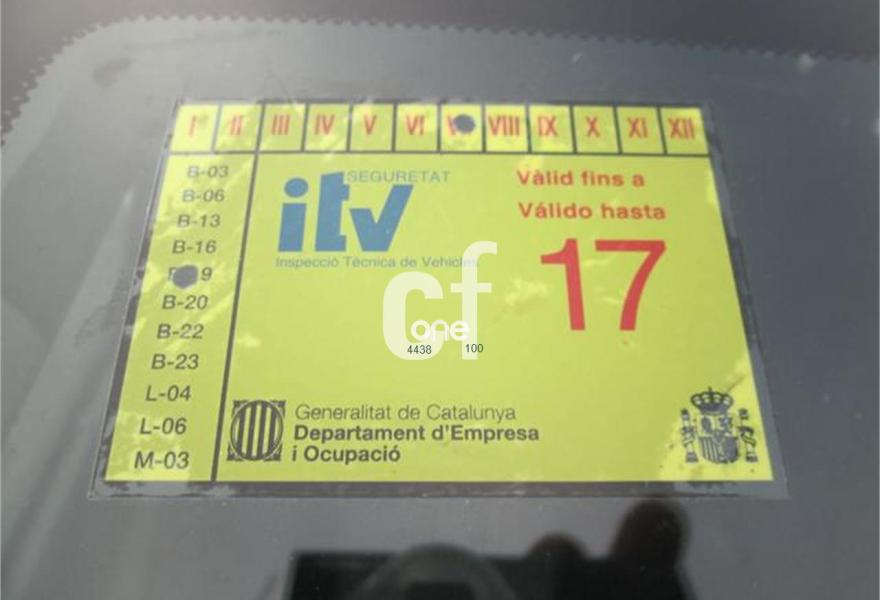 I II III IV V VI VIII IX X XI XII
B-03
B-06
B-13
B-16
9
B-20
B-22
B-23
L-04
L-06
M-03
SEGURETAT
itv
Inspecció Tècnica de Vehicles
Vàlid fins a
Válido hasta
17
cf
one
4438 100
Generalitat de Catalunya
Departament d'Empresa
i Ocupació